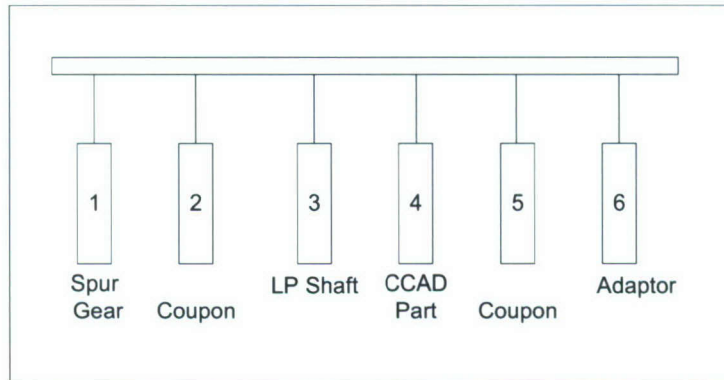 1 2 3 4 5 6
Spur Gear
Coupon
LP Shaft
CCAD Part
Coupon
Adaptor